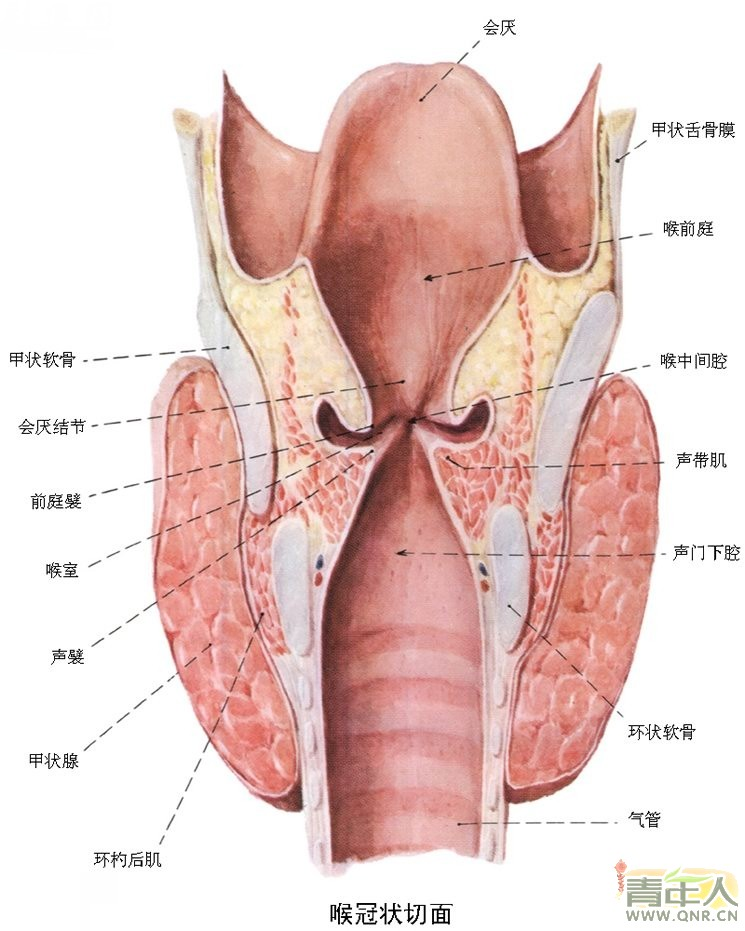 会厌
甲状舌骨膜
喉前庭
甲状软骨
喉中间腔
会厌结节
声带肌
前庭襞
喉室
声门下腔
声襞
环状软骨
甲状腺
气管
环杓后肌
喉冠状切面
青年人
WWW.QNR.CN